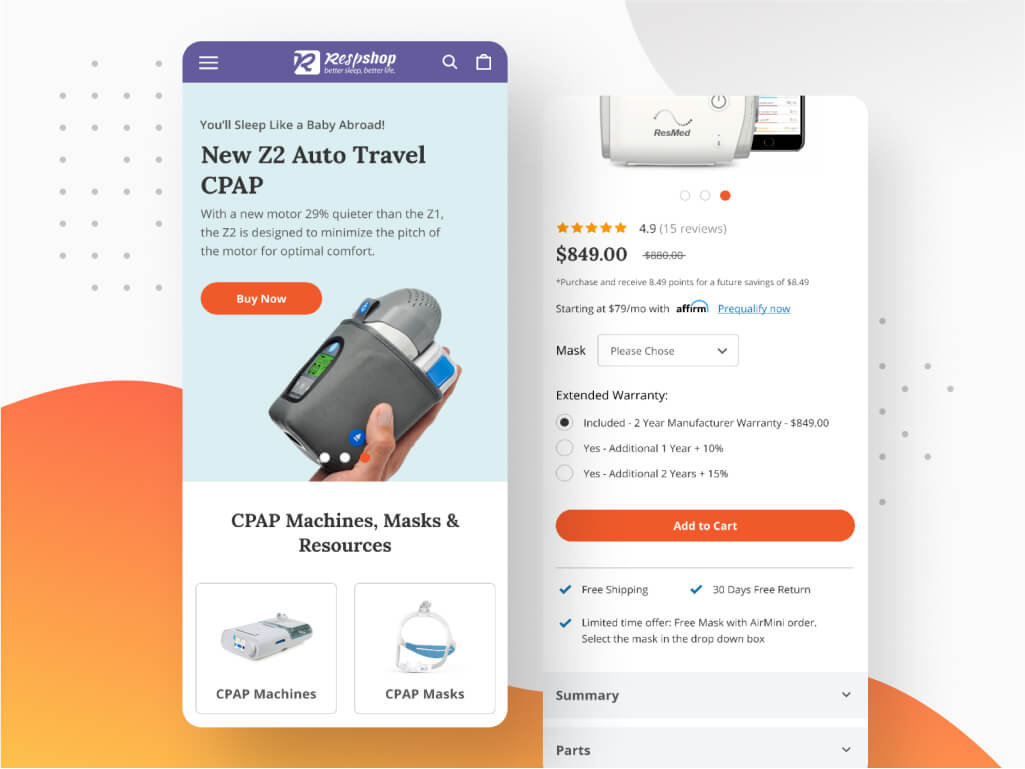 Respshop
better sleep, better life.
You'll Sleep Like a Baby Abroad!
New Z2 Auto Travel
CPAP
With a new motor 29% quieter than the Z1,
the Z2 is designed to minimize the pitch of
the motor for optimal comfort.
Buy Now
CPAP Machines, Masks &
Resources
CPAP Machines
CPAP Masks
ResMed
4.9 (15 reviews)
$849.00 $880.00
*Purchase and receive 8.49 points for a future savings of $8.49
Starting at $79/mo with affirm Prequalify now
Mask Please Chose
Extended Warranty:
Included - 2 Year Manufacturer Warranty - $849.00
Yes - Additional 1 Year + 10%
Yes - Additional 2 Years + 15%
Add to Cart
Free Shipping 30 Days Free Return
Limited time offer: Free Mask with AirMini order.
Select the mask in the drop down box
Summary
Parts